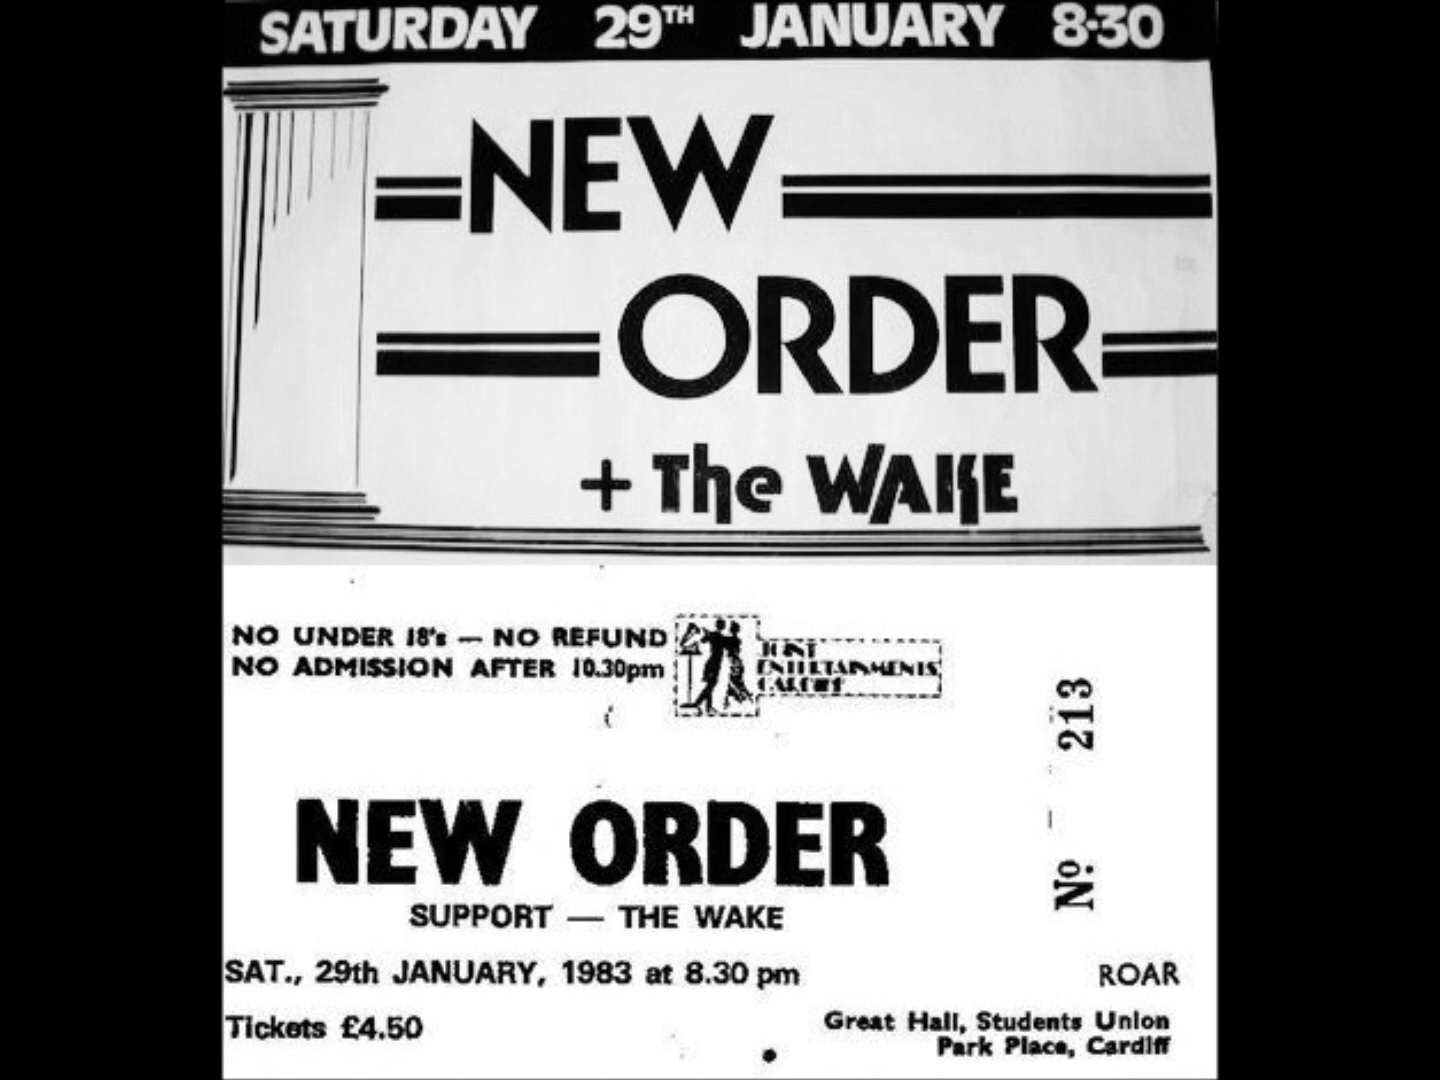 SATURDAY 29TH JANUARY 8·30
NEW
ORDER
+ The WAKE
NO UNDER 18's — NO REFUND
NO ADMISSION AFTER 10.30pm
JOINT
ENTERTAINMENTS
CARDIFF
No. 213
NEW ORDER
SUPPORT — THE WAKE
SAT., 29th JANUARY, 1983 at 8.30 pm
ROAR
Tickets £4.50
Great Hall, Students Union
Park Place, Cardiff